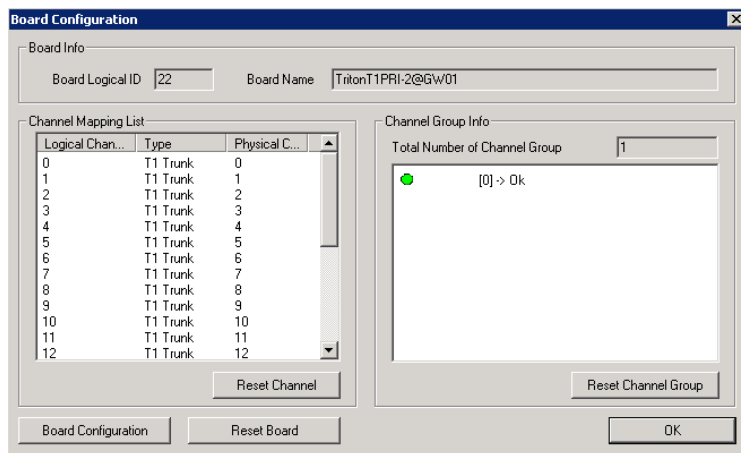 Board Configuration
Board Info
Board Logical ID 22 Board Name TritonT1PRI-2@GW01
Channel Mapping List
Logical Chan... Type Physical C...
0 T1 Trunk 0
1 T1 Trunk 1
2 T1 Trunk 2
3 T1 Trunk 3
4 T1 Trunk 4
5 T1 Trunk 5
6 T1 Trunk 6
7 T1 Trunk 7
8 T1 Trunk 8
9 T1 Trunk 9
10 T1 Trunk 10
11 T1 Trunk 11
12 T1 Trunk 12
Reset Channel
Channel Group Info
Total Number of Channel Group 1
[0] -> Ok
Reset Channel Group
Board Configuration Reset Board OK